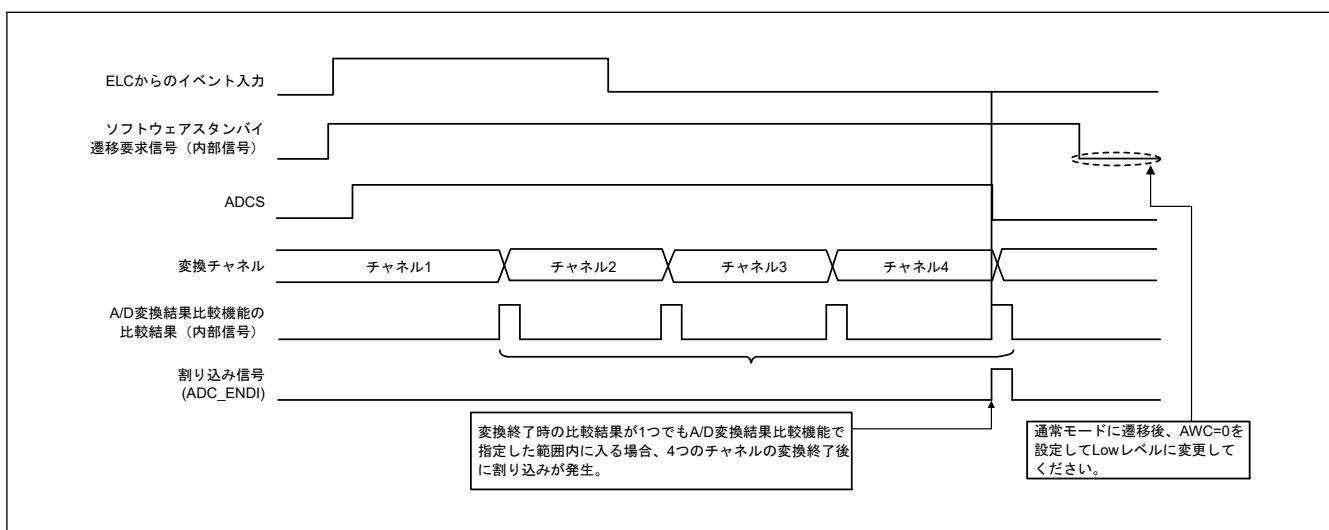 ELCからのイベント入力
ソフトウェアスタンバイ
遷移要求信号（内部信号）
ADCS
変換チャネル
チャネル1
チャネル2
チャネル3
チャネル4
A/D変換結果比較機能の
比較結果（内部信号）
割り込み信号
(ADC_ENDI)
変換終了時の比較結果が1つでもA/D変換結果比較機能で
指定した範囲内に入る場合、4つのチャネルの変換終了後
に割り込みが発生。
通常モードに遷移後、AWC=0を
設定してLowレベルに変更して
ください。